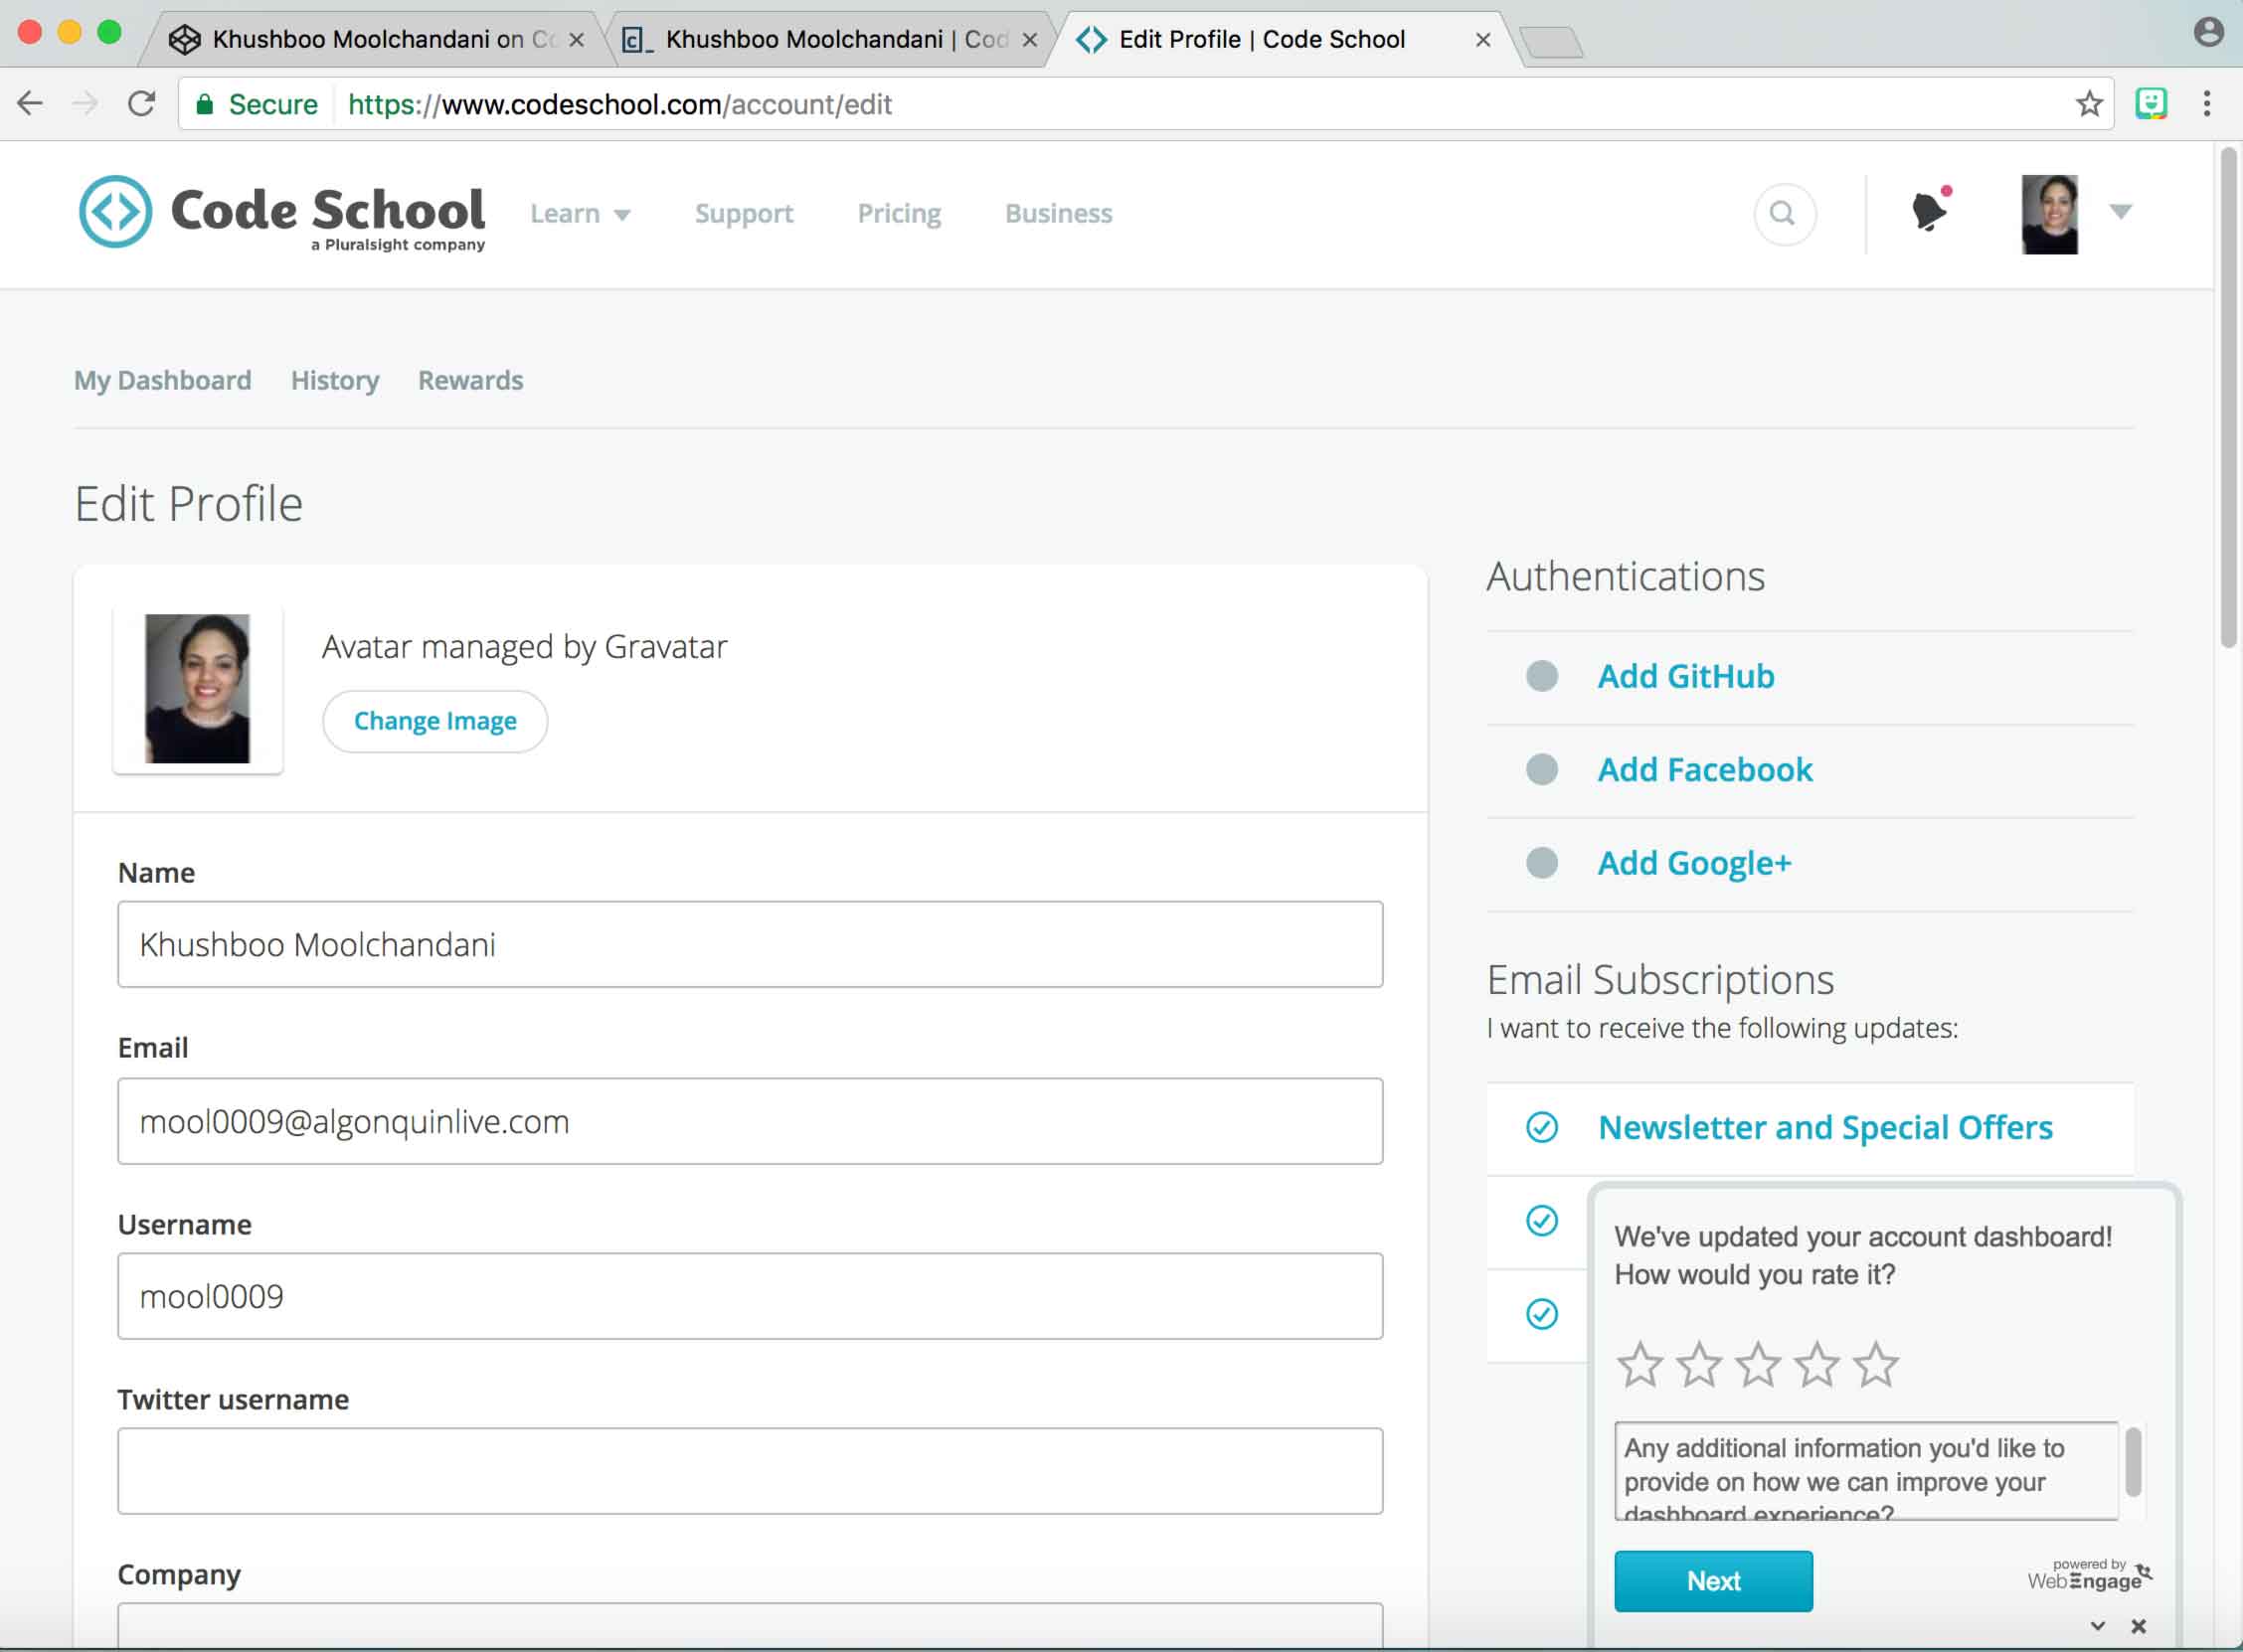 Khushboo Moolchandani on Co
Khushboo Moolchandani | Cod
Edit Profile | Code School
Secure
https://www.codeschool.com/account/edit
Code School
a Pluralsight company
Learn
Support
Pricing
Business
My Dashboard
History
Rewards
Edit Profile
Avatar managed by Gravatar
Change Image
Name
Khushboo Moolchandani
Email
mool0009@algonquinlive.com
Username
mool0009
Twitter username
Company
Authentications
Add GitHub
Add Facebook
Add Google+
Email Subscriptions
I want to receive the following updates:
Newsletter and Special Offers
We've updated your account dashboard!
How would you rate it?
Any additional information you'd like to
provide on how we can improve your
dashboard experience?
Next
powered by
WebEngage